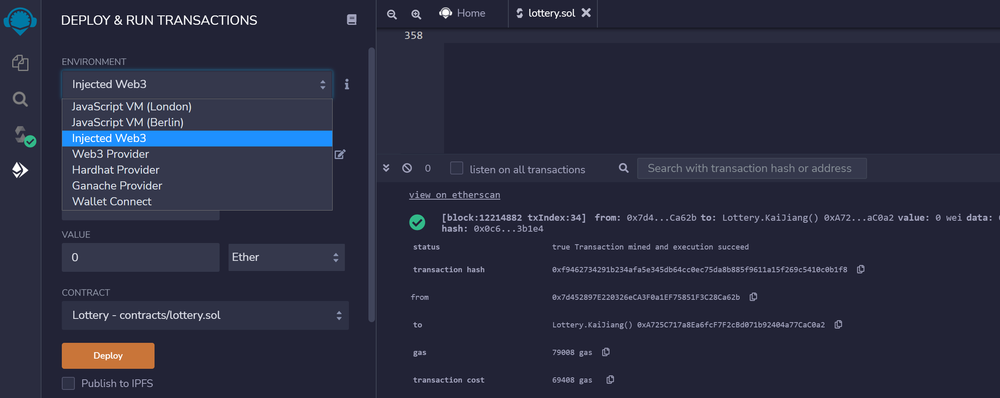 DEPLOY & RUN TRANSACTIONS
ENVIRONMENT
Injected Web3
JavaScript VM (London)
JavaScript VM (Berlin)
Injected Web3
Web3 Provider
Hardhat Provider
Ganache Provider
Wallet Connect
VALUE
0
Ether
CONTRACT
Lottery - contracts/lottery.sol
Deploy
Publish to IPFS
Home
lottery.sol
358
0
listen on all transactions
Search with transaction hash or address
view on etherscan
[block:12214882 txIndex:34] from: 0x7d4...Ca62b to: Lottery.KaiJiang() 0xA72...aC0a2 value: 0 wei data:
hash: 0x0c6...3b1e4
status true Transaction mined and execution succeed
transaction hash 0xf9462734291b234afa5e345db64cc0ec75da8b885f9611a15f269c5410c0b1f8
from 0x7d452897E220326eCA3F0a1EF75851F3C28Ca62b
to Lottery.KaiJiang() 0xA725C717a8Ea6fcF7F2cBd071b92404a77CaC0a2
gas 79008 gas
transaction cost 69408 gas